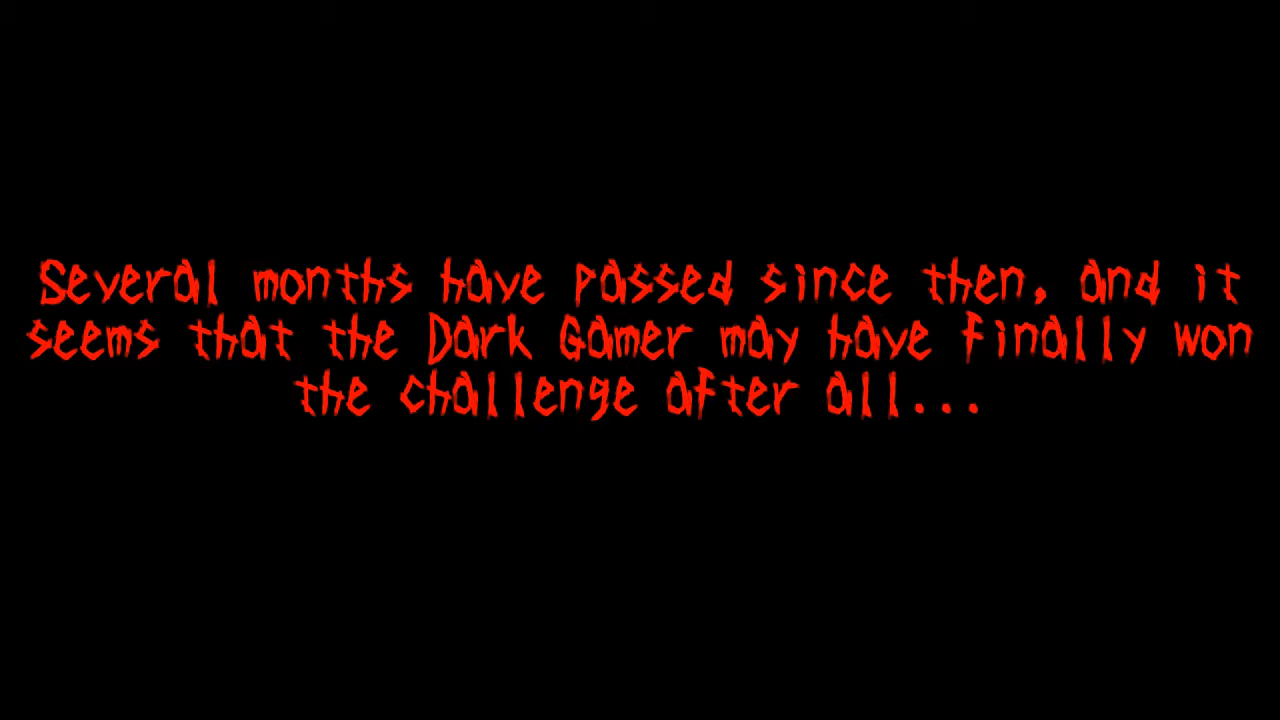 Several months have passed since then, and it
seems that the Dark Gamer may have finally won
the challenge after all...